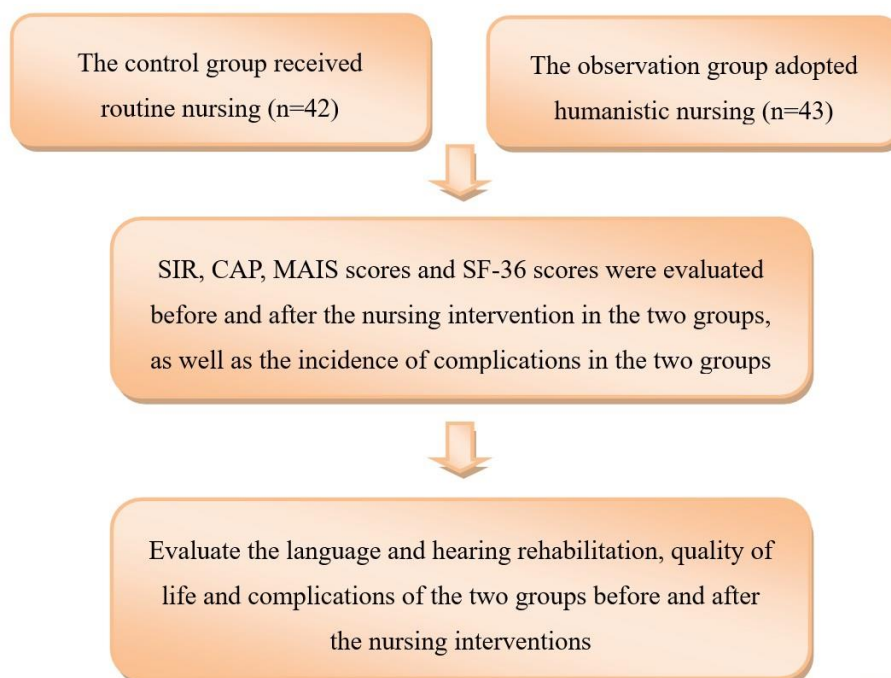 The control group received
routine nursing (n=42)
The observation group adopted
humanistic nursing (n=43)
SIR, CAP, MAIS scores and SF-36 scores were evaluated
before and after the nursing intervention in the two groups,
as well as the incidence of complications in the two groups
Evaluate the language and hearing rehabilitation, quality of
life and complications of the two groups before and after
the nursing interventions